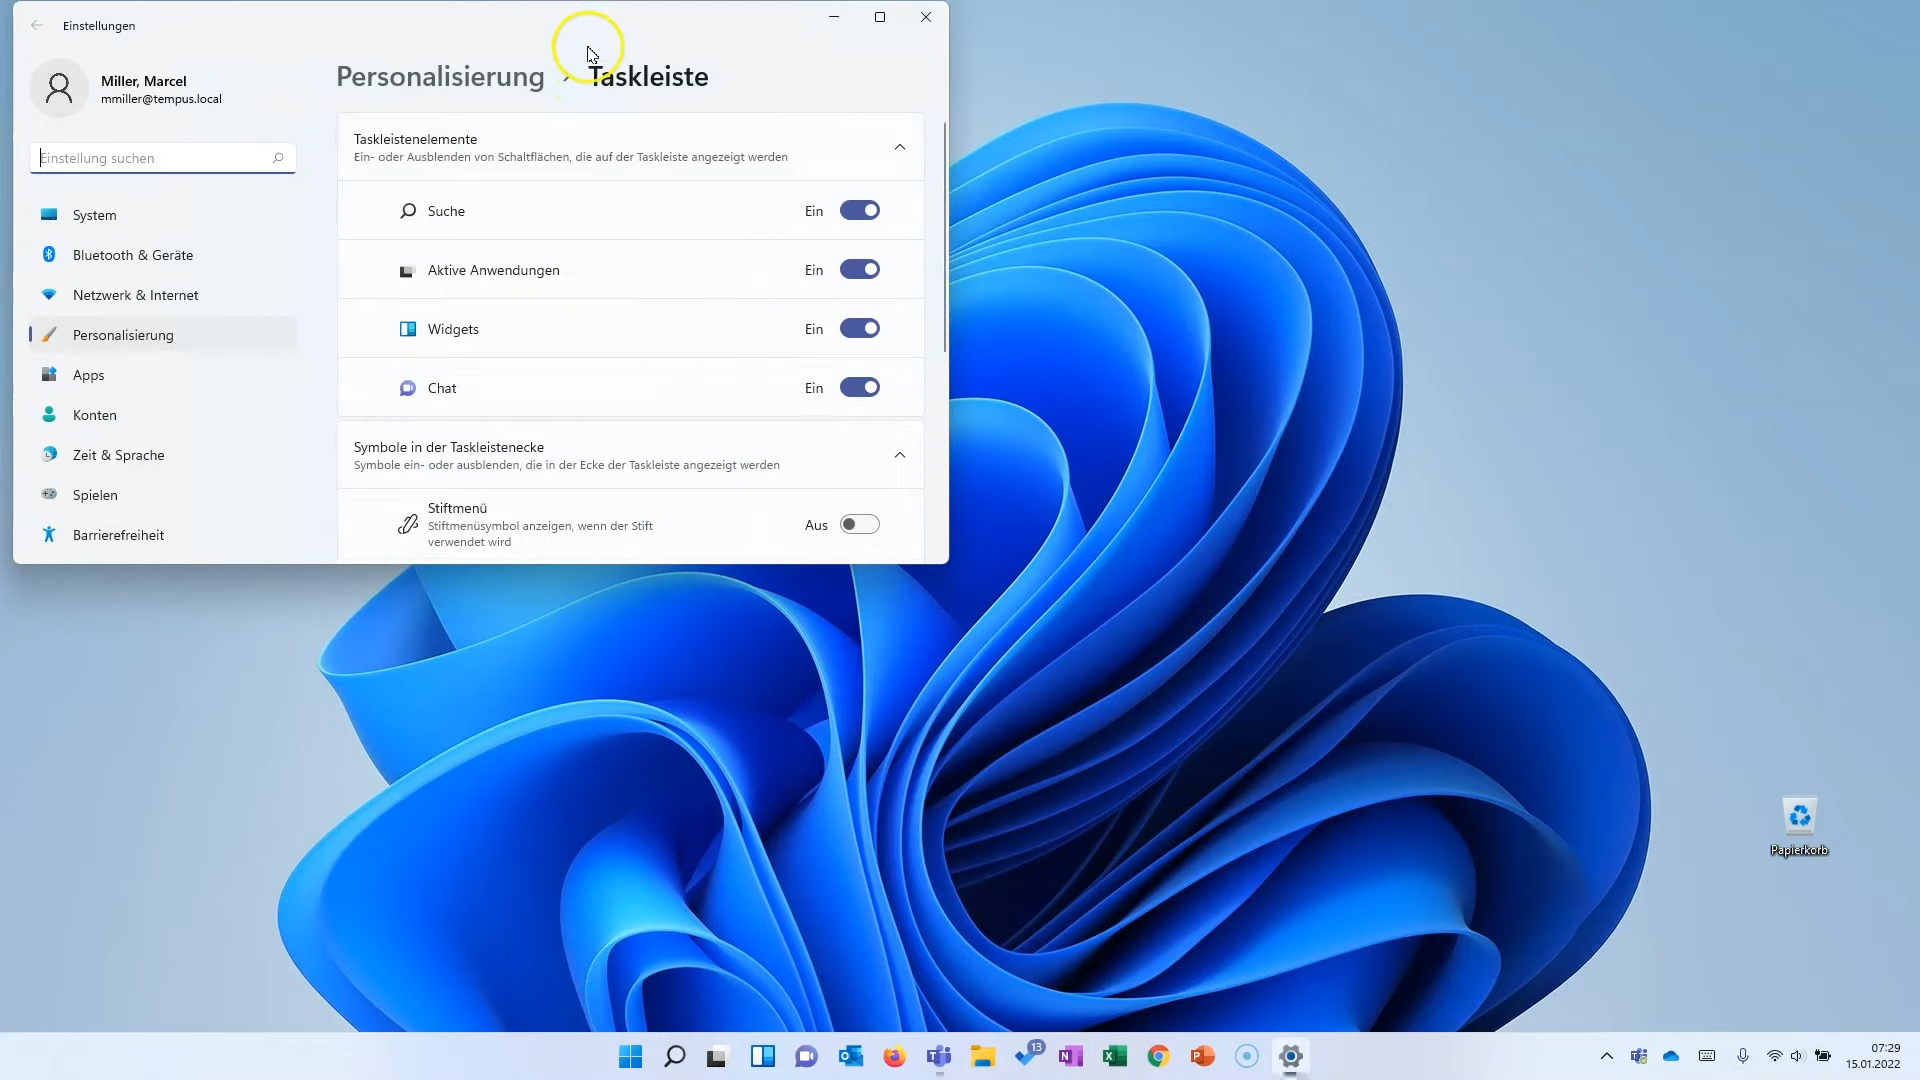 Einstellungen
Miller, Marcel
mmiller@tempus.local
Einstellung suchen
System
Bluetooth & Geräte
Netzwerk & Internet
Personalisierung
Apps
Konten
Zeit & Sprache
Spielen
Barrierefreiheit
Personalisierung › Taskleiste
Taskleistenelemente
Ein- oder Ausblenden von Schaltflächen, die auf der Taskleiste angezeigt werden
Suche Ein
Aktive Anwendungen Ein
Widgets Ein
Chat Ein
Symbole in der Taskleistenecke
Symbole ein- oder ausblenden, die in der Ecke der Taskleiste angezeigt werden
Stiftmenü
Stiftmenüsymbol anzeigen, wenn der Stift
verwendet wird
Aus
Papierkorb
13
07:29
15.01.2022